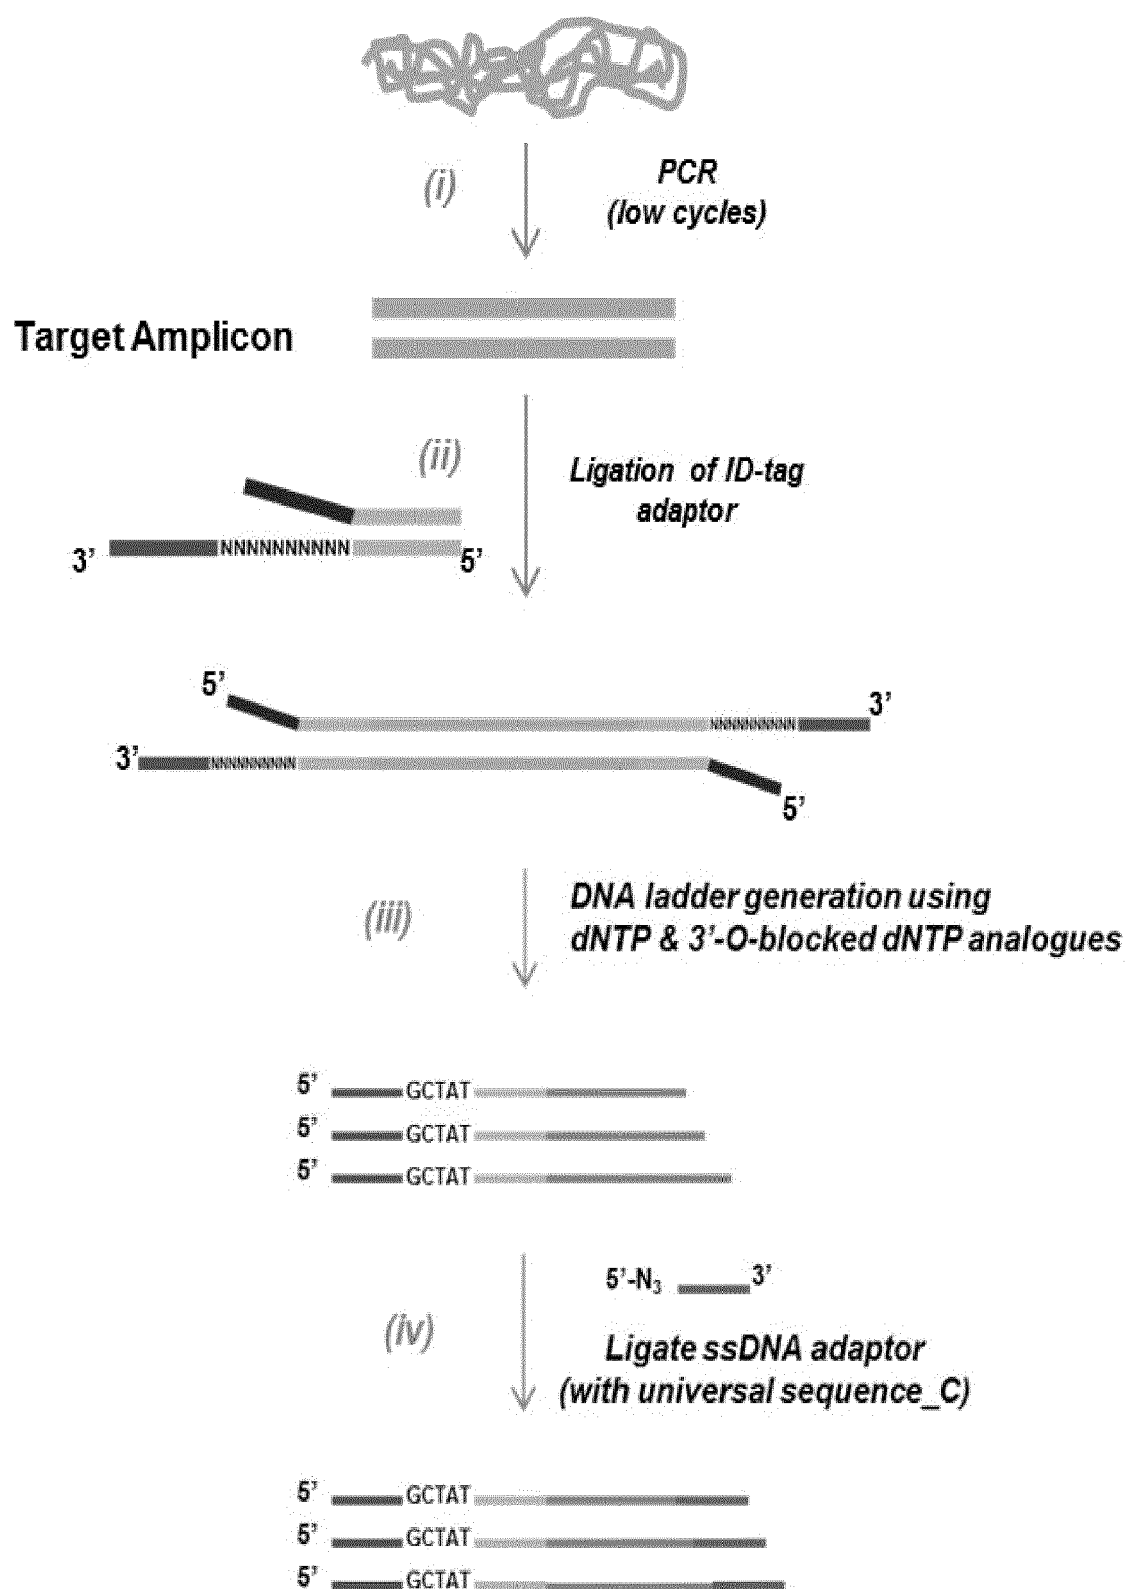 (i)
PCR
(low cycles)
Target Amplicon
(ii)
Ligation of ID-tag
adaptor
3' NNNNNNNNNN 5'
5' NNNNNNNNNN 3'
3' NNNNNNNNNN 5'
(iii)
DNA ladder generation using
dNTP & 3'-O-blocked dNTP analogues
5' GCTAT
5' GCTAT
5' GCTAT
5'-N₃ 3'
(iv)
Ligate ssDNA adaptor
(with universal sequence_C)
5' GCTAT
5' GCTAT
5' GCTAT